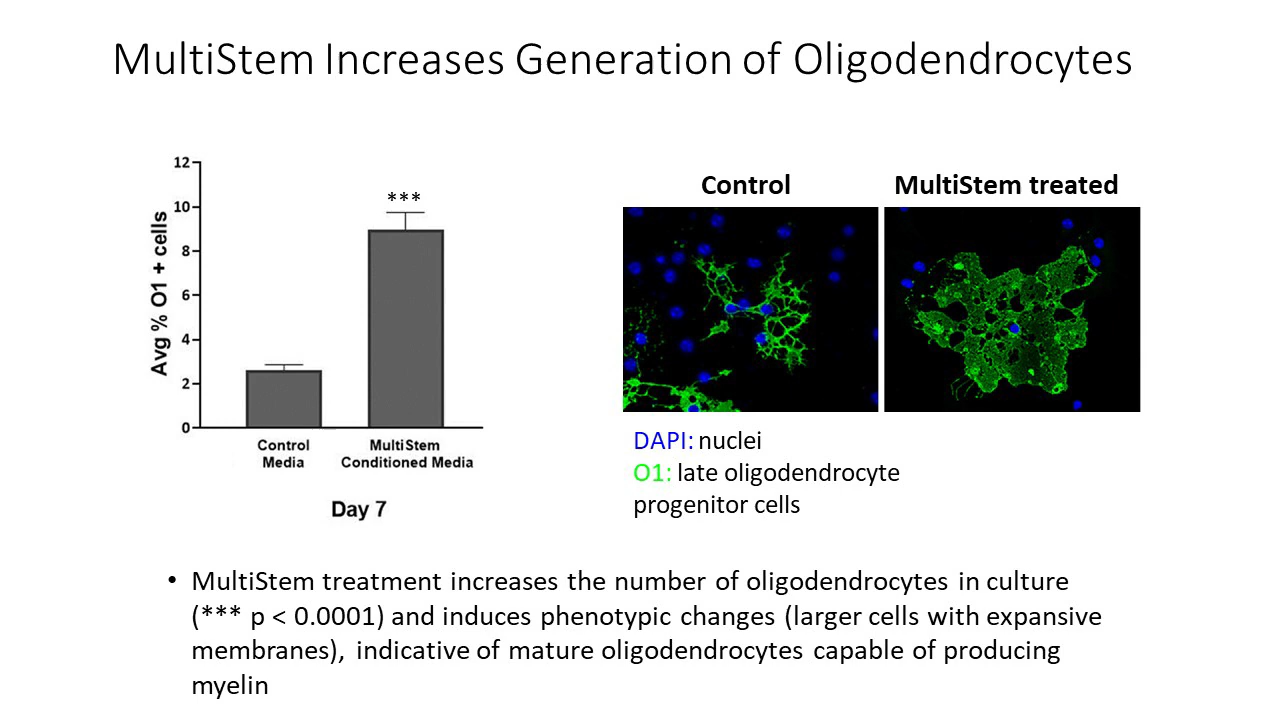 MultiStem Increases Generation of Oligodendrocytes
12
10
8
6
4
2
0
Avg % O1 + cells
***
Control
Media
MultiStem
Conditioned Media
Day 7
Control
MultiStem treated
DAPI: nuclei
O1: late oligodendrocyte
progenitor cells
• MultiStem treatment increases the number of oligodendrocytes in culture
(*** p < 0.0001) and induces phenotypic changes (larger cells with expansive
membranes), indicative of mature oligodendrocytes capable of producing
myelin